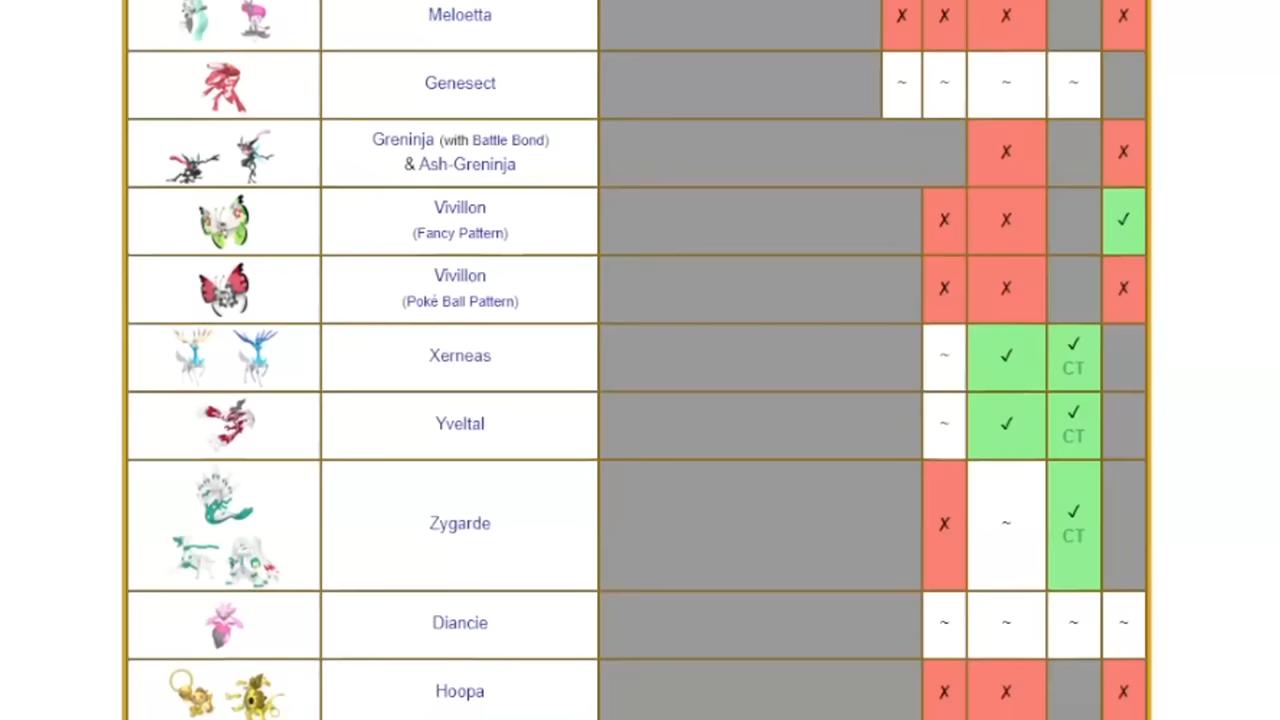 Meloetta ✗ ✗ ✗ ✗
Genesect ~ ~ ~ ~
Greninja (with Battle Bond)
& Ash-Greninja ✗ ✗
Vivillon
(Fancy Pattern) ✗ ✗ ✓
Vivillon
(Poké Ball Pattern) ✗ ✗ ✗
Xerneas ~ ✓ ✓
CT
Yveltal ~ ✓ ✓
CT
Zygarde ✗ ~ ✓
CT
Diancie ~ ~ ~ ~
Hoopa ✗ ✗ ✗